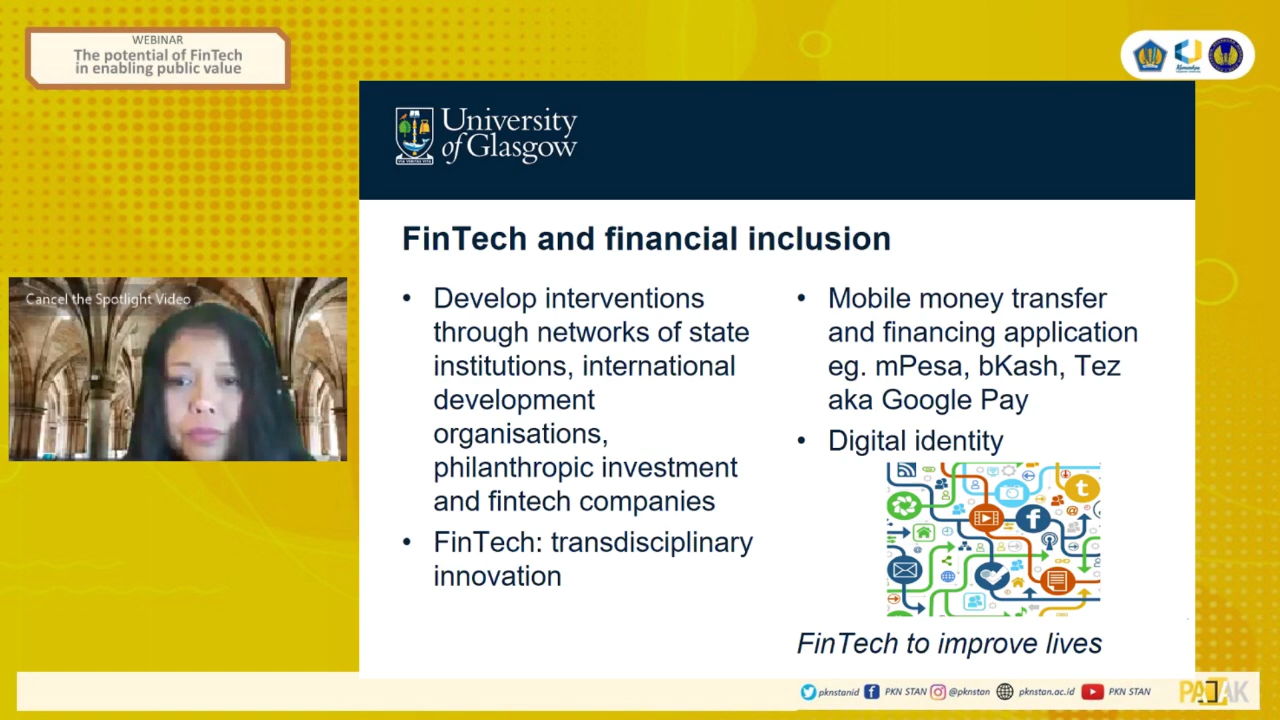 WEBINAR
The potential of FinTech
in enabling public value
University
of Glasgow
FinTech and financial inclusion
• Develop interventions
through networks of state
institutions, international
development
organisations,
philanthropic investment
and fintech companies
• FinTech: transdisciplinary
innovation
• Mobile money transfer
and financing application
eg. mPesa, bKash, Tez
aka Google Pay
• Digital identity
FinTech to improve lives
Cancel the Spotlight Video
pknstanid PKN STAN @pknstan pknstan.ac.id PKN STAN
PAJAK